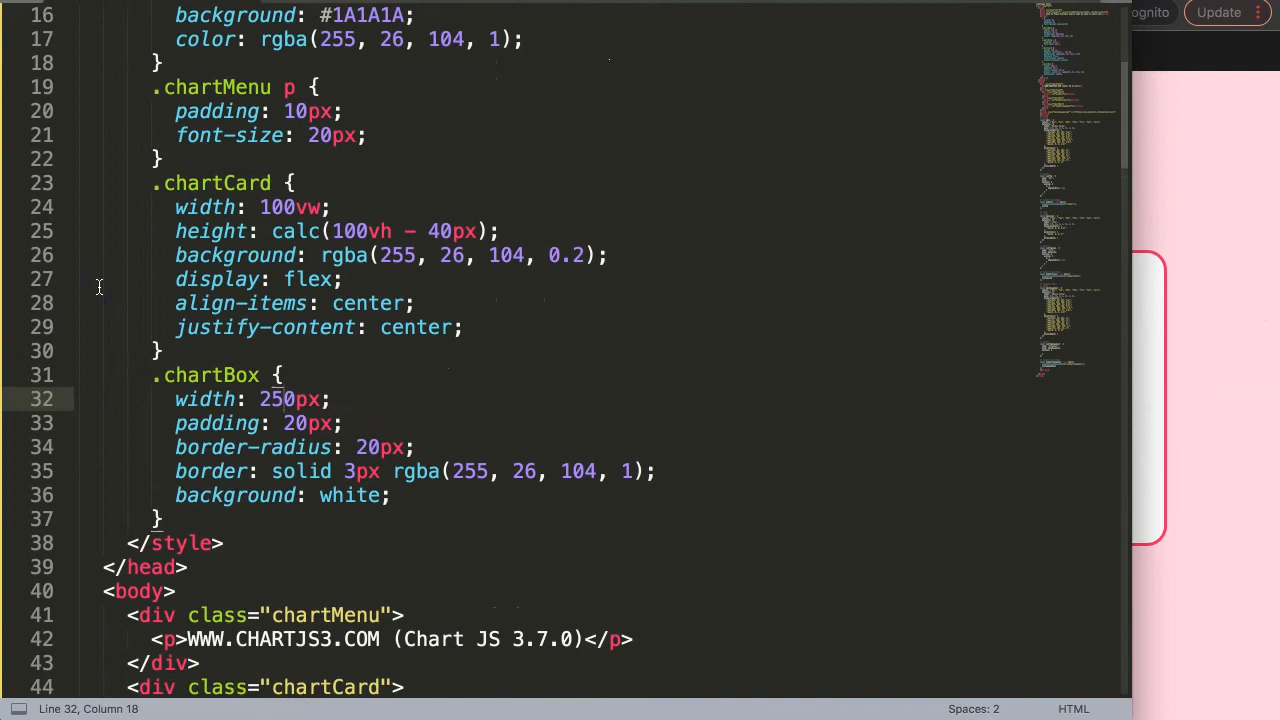 16 background: #1A1A1A;
17 color: rgba(255, 26, 104, 1);
18 }
19 .chartMenu p {
20 padding: 10px;
21 font-size: 20px;
22 }
23 .chartCard {
24 width: 100vw;
25 height: calc(100vh - 40px);
26 background: rgba(255, 26, 104, 0.2);
27 display: flex;
28 align-items: center;
29 justify-content: center;
30 }
31 .chartBox {
32 width: 250px;
33 padding: 20px;
34 border-radius: 20px;
35 border: solid 3px rgba(255, 26, 104, 1);
36 background: white;
37 }
38 </style>
39 </head>
40 <body>
41 <div class="chartMenu">
42 <p>WWW.CHARTJS3.COM (Chart JS 3.7.0)</p>
43 </div>
44 <div class="chartCard">
Line 32, Column 18
Spaces: 2
HTML
ognito
Update